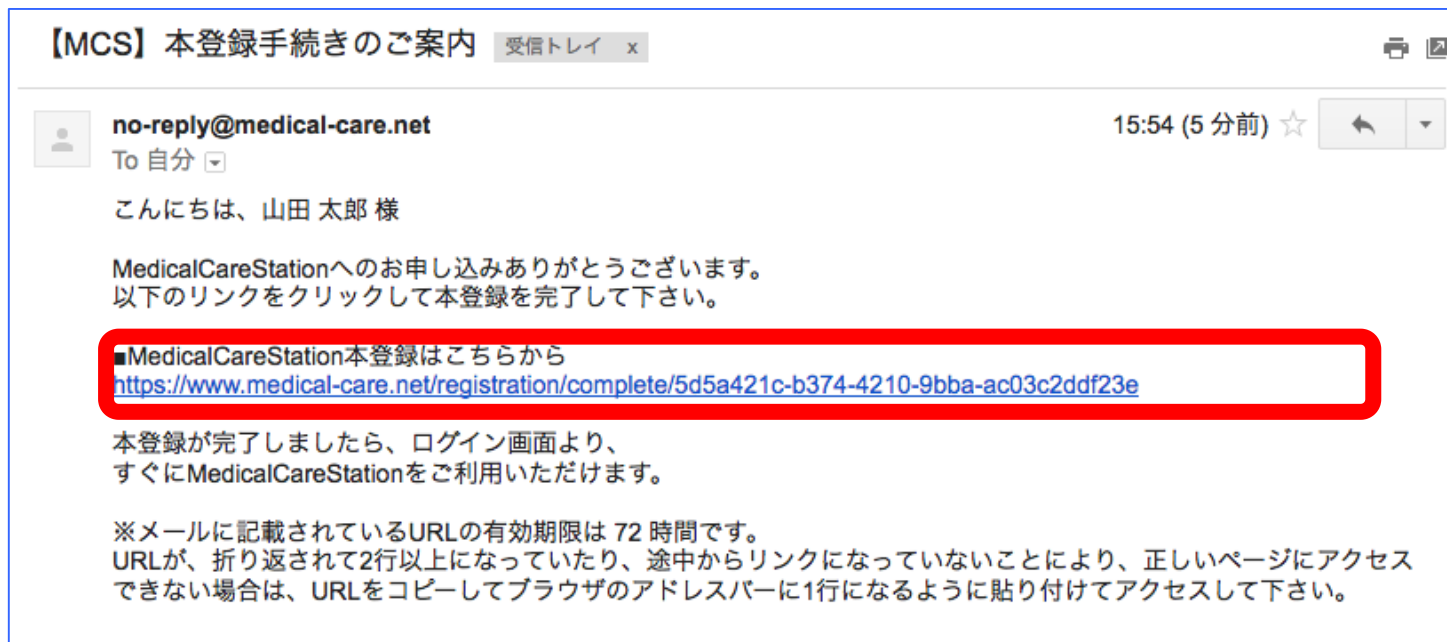 【MCS】本登録手続きのご案内 受信トレイ x
no-reply@medical-care.net 15:54 (5 分前)
To 自分
こんにちは、山田 太郎 様
MedicalCareStationへのお申し込みありがとうございます。
以下のリンクをクリックして本登録を完了して下さい。
■MedicalCareStation本登録はこちらから
https://www.medical-care.net/registration/complete/5d5a421c-b374-4210-9bba-ac03c2ddf23e
本登録が完了しましたら、ログイン画面より、
すぐにMedicalCareStationをご利用いただけます。
※メールに記載されているURLの有効期限は 72 時間です。
URLが、折り返されて2行以上になっていたり、途中からリンクになっていないことにより、正しいページにアクセス
できない場合は、URLをコピーしてブラウザのアドレスバーに1行になるように貼り付けてアクセスして下さい。